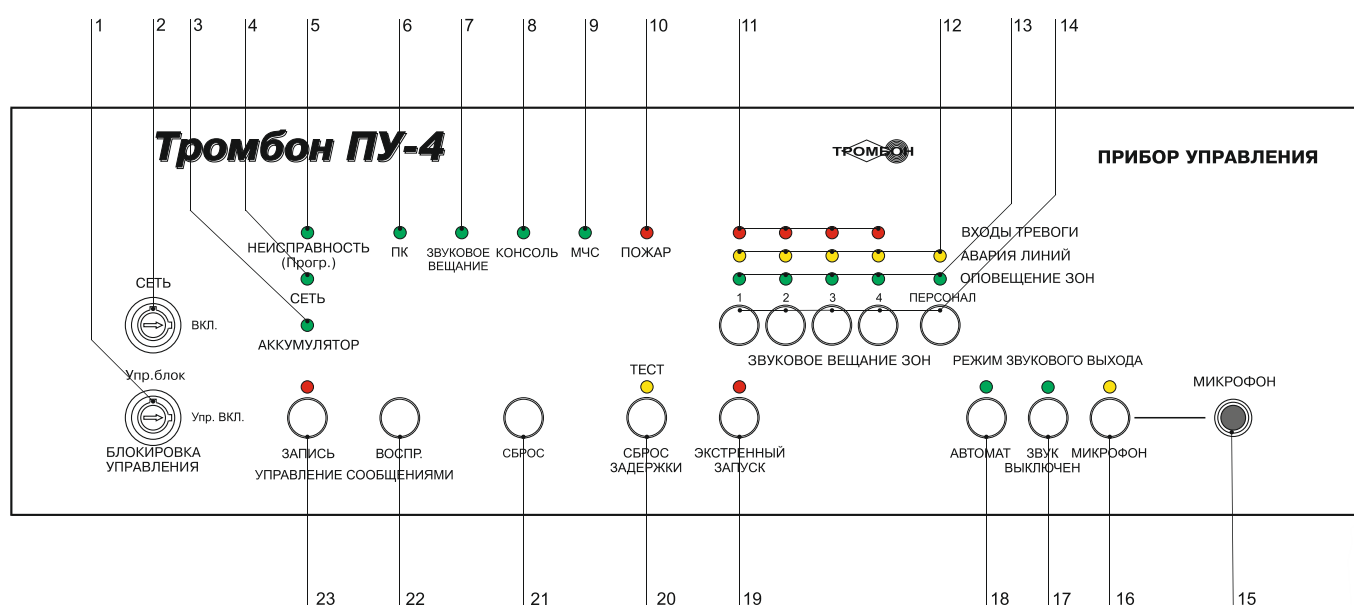 1 2 3 4 5 6 7 8 9 10 11 12 13 14
Тромбон ПУ-4
ТРОМБОН
ПРИБОР УПРАВЛЕНИЯ
НЕИСПРАВНОСТЬ
(Прогр.)
ПК
ЗВУКОВОЕ
ВЕЩАНИЕ
КОНСОЛЬ
МЧС
ПОЖАР
ВХОДЫ ТРЕВОГИ
АВАРИЯ ЛИНИЙ
ОПОВЕЩЕНИЕ ЗОН
СЕТЬ
ВКЛ.
СЕТЬ
АККУМУЛЯТОР
1 2 3 4 ПЕРСОНАЛ
ЗВУКОВОЕ ВЕЩАНИЕ ЗОН
РЕЖИМ ЗВУКОВОГО ВЫХОДА
Упр.блок
Упр. ВКЛ.
БЛОКИРОВКА
УПРАВЛЕНИЯ
ТЕСТ
МИКРОФОН
ЗАПИСЬ
ВОСПР.
УПРАВЛЕНИЕ СООБЩЕНИЯМИ
СБРОС
СБРОС
ЗАДЕРЖКИ
ЭКСТРЕННЫЙ
ЗАПУСК
АВТОМАТ
ЗВУК
ВЫКЛЮЧЕН
МИКРОФОН
23 22 21 20 19 18 17 16 15